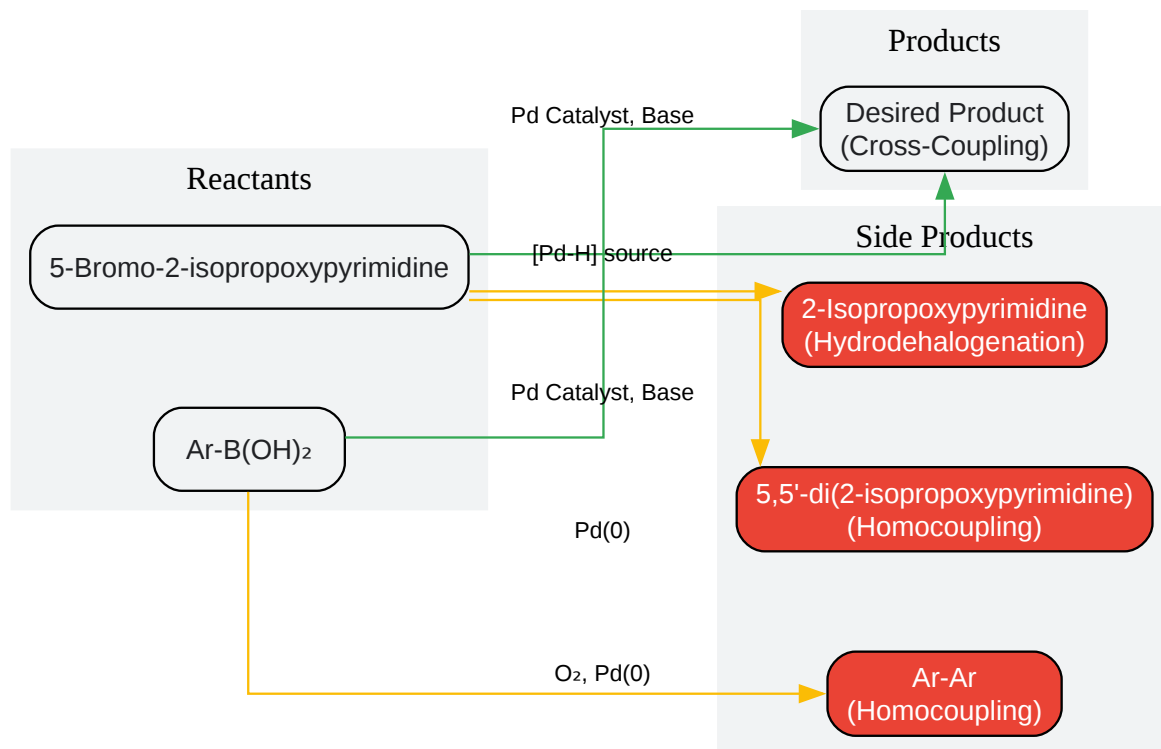 Products
Desired Product
(Cross-Coupling)
Pd Catalyst, Base
Reactants
5-Bromo-2-isopropoxypyrimidine
[Pd-H] source
Side Products
2-Isopropoxypyrimidine
(Hydrodehalogenation)
Pd Catalyst, Base
Ar-B(OH)₂
5,5'-di(2-isopropoxypyrimidine)
(Homocoupling)
Pd(0)
O₂, Pd(0)
Ar-Ar
(Homocoupling)